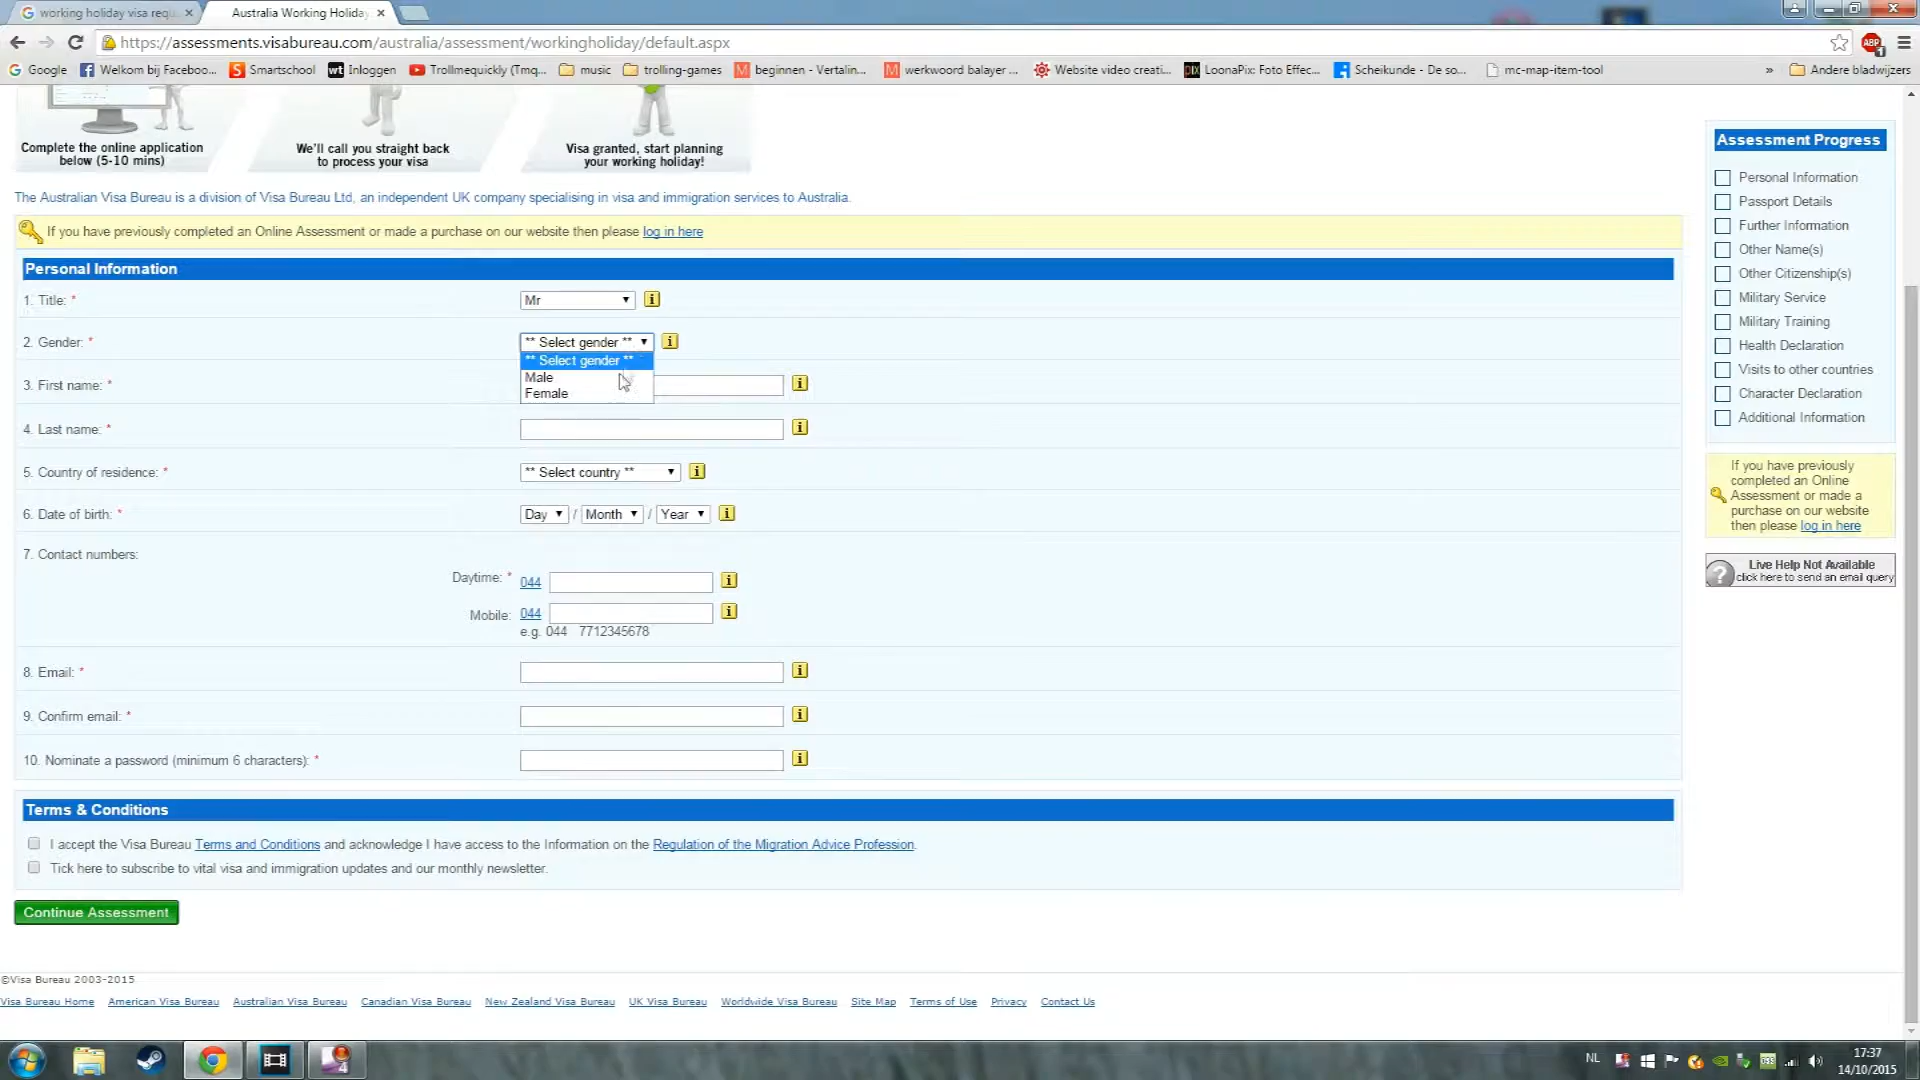 working holiday visa requ
Australia Working Holiday
https://assessments.visabureau.com/australia/assessment/workingholiday/default.aspx
ABP
1
Google
Welkom bij Faceboo...
Smartschool
wt Inloggen
Trollmequickly (Tmq...
music
trolling-games
beginnen - Vertalin...
werkwoord balayer ...
Website video creati...
LoonaPix: Foto Effec...
Scheikunde - De so...
mc-map-item-tool
»
Andere bladwijzers
Complete the online application
below (5-10 mins)
We'll call you straight back
to process your visa
Visa granted, start planning
your working holiday!
The Australian Visa Bureau is a division of Visa Bureau Ltd, an independent UK company specialising in visa and immigration services to Australia.
If you have previously completed an Online Assessment or made a purchase on our website then please log in here
Personal Information
1. Title: *
Mr
2. Gender: *
** Select gender **
** Select gender **
Male
Female
3. First name: *
4. Last name: *
5. Country of residence: *
** Select country **
6. Date of birth: *
Day / Month / Year
7. Contact numbers:
Daytime: * 044
Mobile: 044
e.g. 044 7712345678
8. Email: *
9. Confirm email: *
10. Nominate a password (minimum 6 characters): *
Terms & Conditions
I accept the Visa Bureau Terms and Conditions and acknowledge I have access to the Information on the Regulation of the Migration Advice Profession.
Tick here to subscribe to vital visa and immigration updates and our monthly newsletter.
Continue Assessment
Assessment Progress
Personal Information
Passport Details
Further Information
Other Name(s)
Other Citizenship(s)
Military Service
Military Training
Health Declaration
Visits to other countries
Character Declaration
Additional Information
If you have previously
completed an Online
Assessment or made a
purchase on our website
then please log in here
Live Help Not Available
click here to send an email query
©Visa Bureau 2003-2015
Visa Bureau Home
American Visa Bureau
Australian Visa Bureau
Canadian Visa Bureau
New Zealand Visa Bureau
UK Visa Bureau
Worldwide Visa Bureau
Site Map
Terms of Use
Privacy
Contact Us
4
NL
17:37
14/10/2015